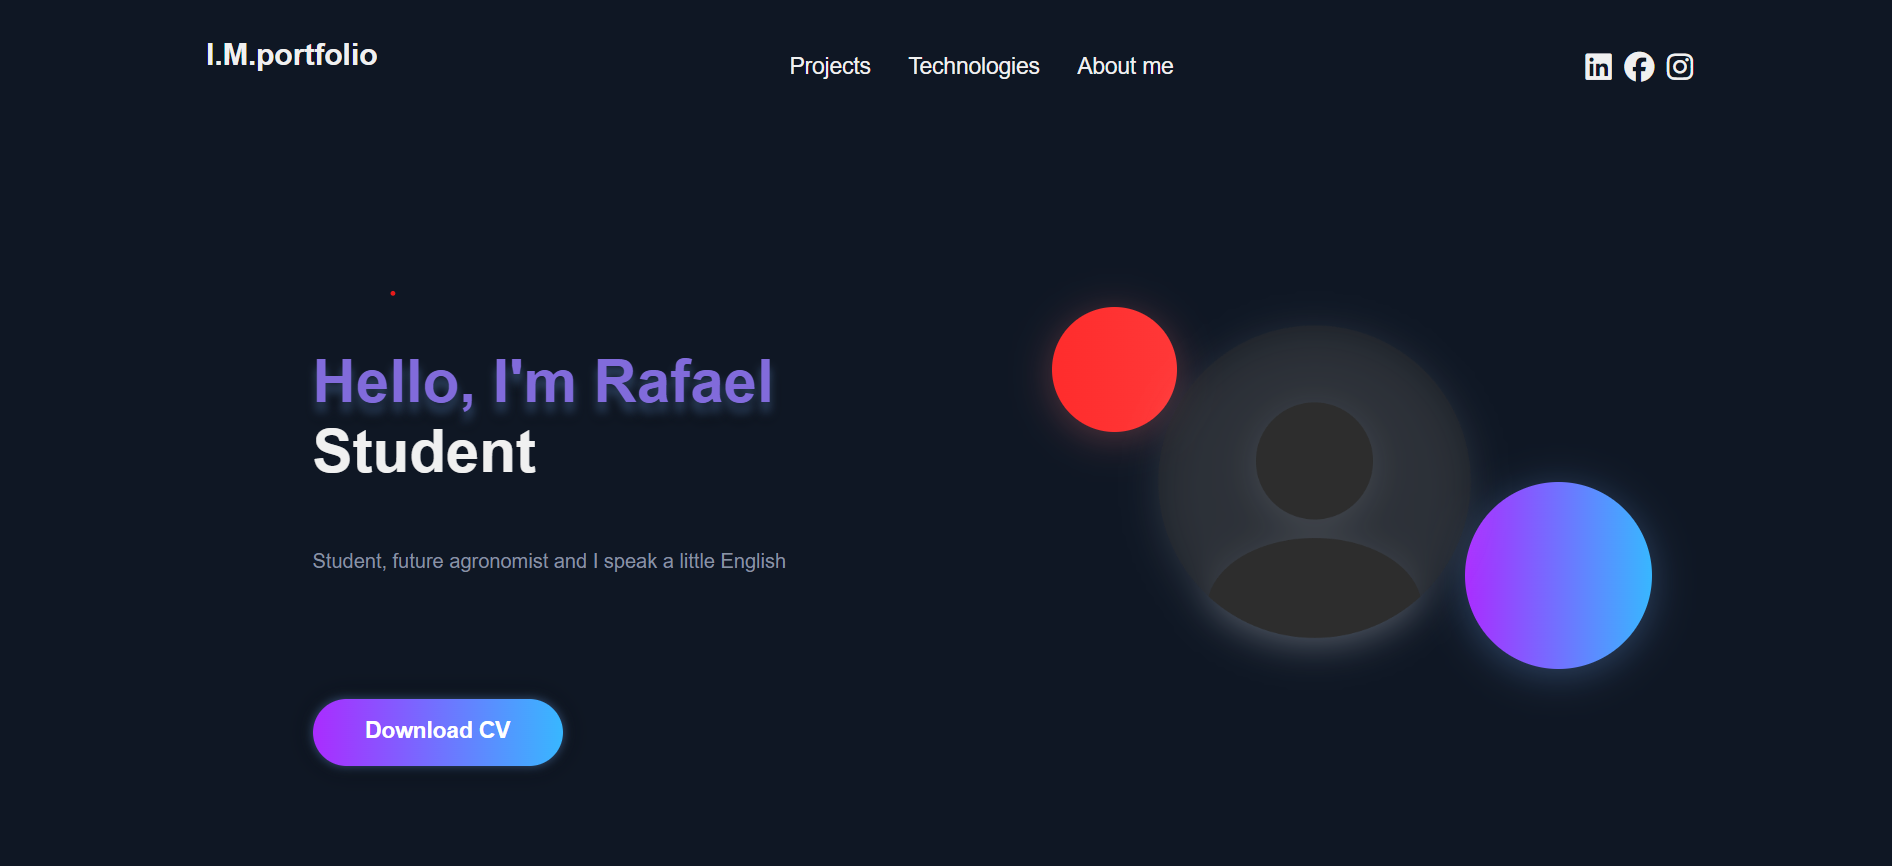 I.M.portfolio
Projects Technologies About me
Hello, I'm Rafael
Student
Student, future agronomist and I speak a little English
Download CV